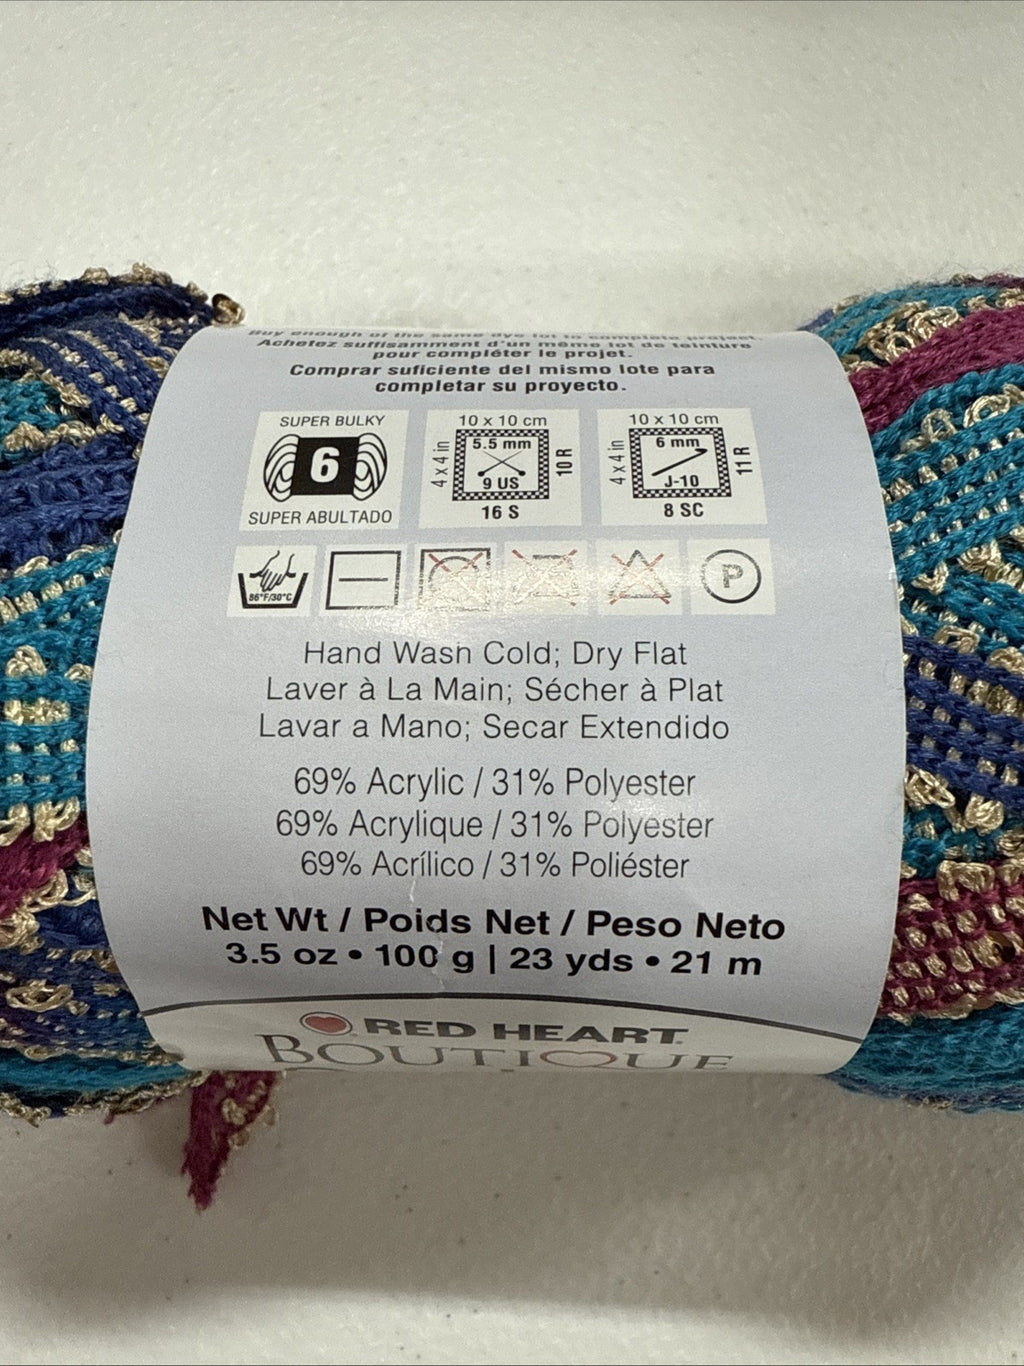 Buy enough of the same dye lot to complete project.
Achetez suffisamment d'un même lot de teinture
pour compléter le projet.
Comprar suficiente del mismo lote para
completar su proyecto.
SUPER BULKY
6
SUPER ABULTADO
10 x 10 cm
4 x 4 in
5.5 mm
9 US
10 R
16 S
10 x 10 cm
4 x 4 in
6 mm
J-10
11 R
8 SC
86°F/30°C
P
Hand Wash Cold; Dry Flat
Laver à La Main; Sécher à Plat
Lavar a Mano; Secar Extendido
69% Acrylic / 31% Polyester
69% Acrylique / 31% Polyester
69% Acrílico / 31% Poliéster
Net Wt / Poids Net / Peso Neto
3.5 oz • 100 g | 23 yds • 21 m
RED HEART
BOUTIQUE